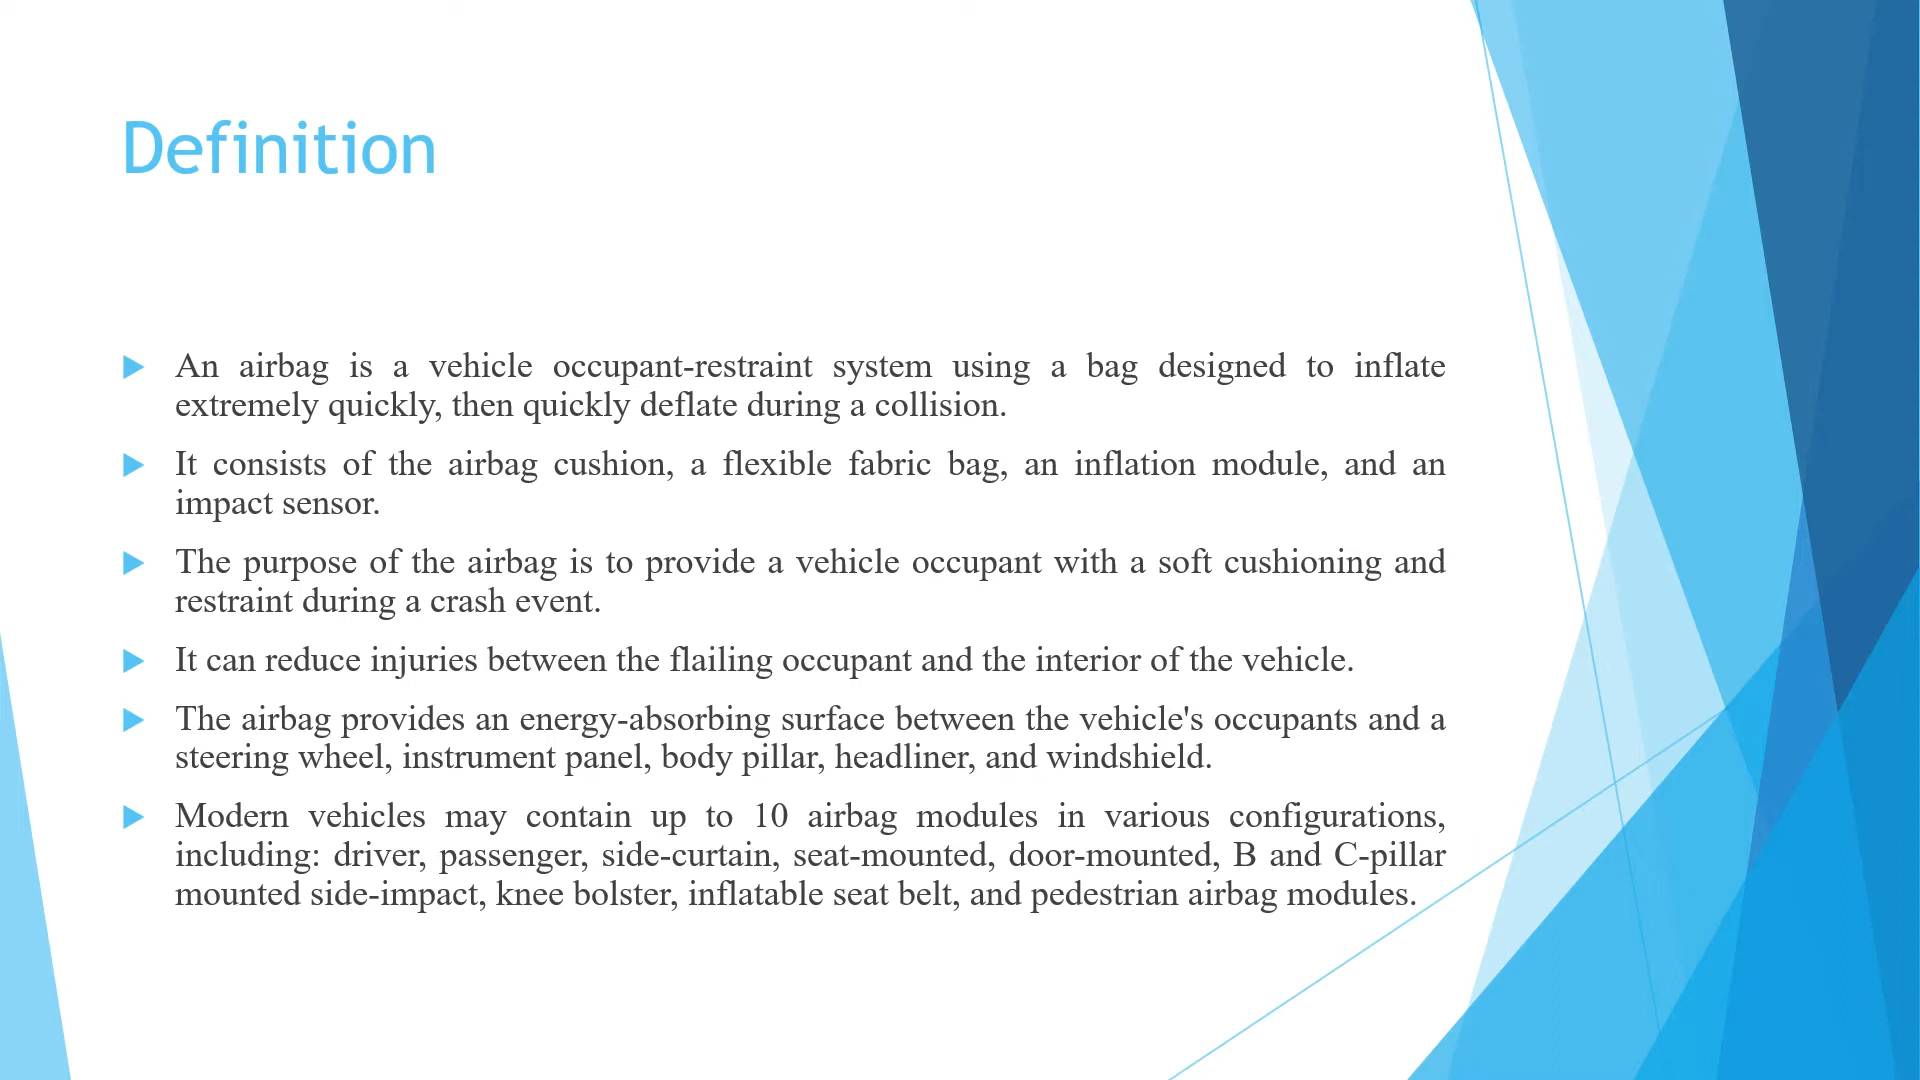 Definition
An airbag is a vehicle occupant-restraint system using a bag designed to inflate
extremely quickly, then quickly deflate during a collision.
It consists of the airbag cushion, a flexible fabric bag, an inflation module, and an
impact sensor.
The purpose of the airbag is to provide a vehicle occupant with a soft cushioning and
restraint during a crash event.
It can reduce injuries between the flailing occupant and the interior of the vehicle.
The airbag provides an energy-absorbing surface between the vehicle's occupants and a
steering wheel, instrument panel, body pillar, headliner, and windshield.
Modern vehicles may contain up to 10 airbag modules in various configurations,
including: driver, passenger, side-curtain, seat-mounted, door-mounted, B and C-pillar
mounted side-impact, knee bolster, inflatable seat belt, and pedestrian airbag modules.